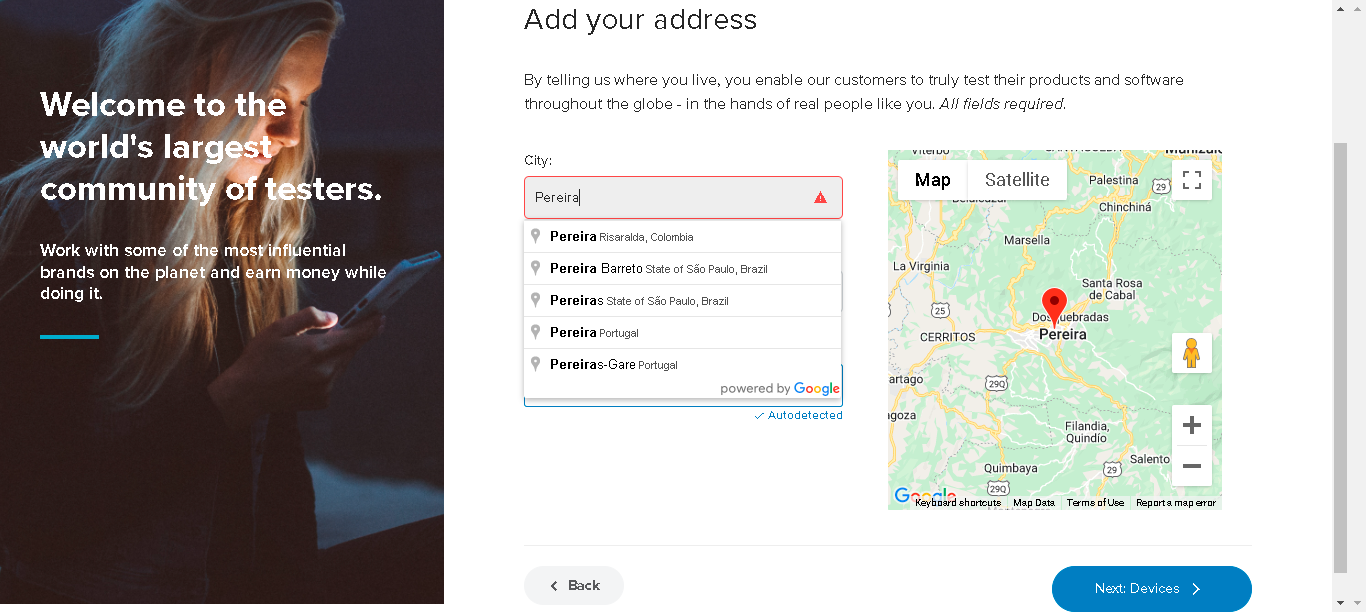 Welcome to the
world's largest
community of testers.
Work with some of the most influential
brands on the planet and earn money while
doing it.
Add your address
By telling us where you live, you enable our customers to truly test their products and software
throughout the globe - in the hands of real people like you. All fields required.
City:
Pereira
Pereira Risaralda, Colombia
Pereira Barreto State of São Paulo, Brazil
Pereiras State of São Paulo, Brazil
Pereira Portugal
Pereiras-Gare Portugal
powered by Google
Autodetected
Viterbo
Map
Satellite
Palestina
29
Chinchiná
Marsella
La Virginia
Santa Rosa
de Cabal
25
Dosquebradas
CERRITOS
Pereira
29Q
artago
goza
Filandia,
Quindío
Salento
Quimbaya
29
29Q
Google
Keyboard shortcuts
Map Data
Terms of Use
Report a map error
Back
Next: Devices